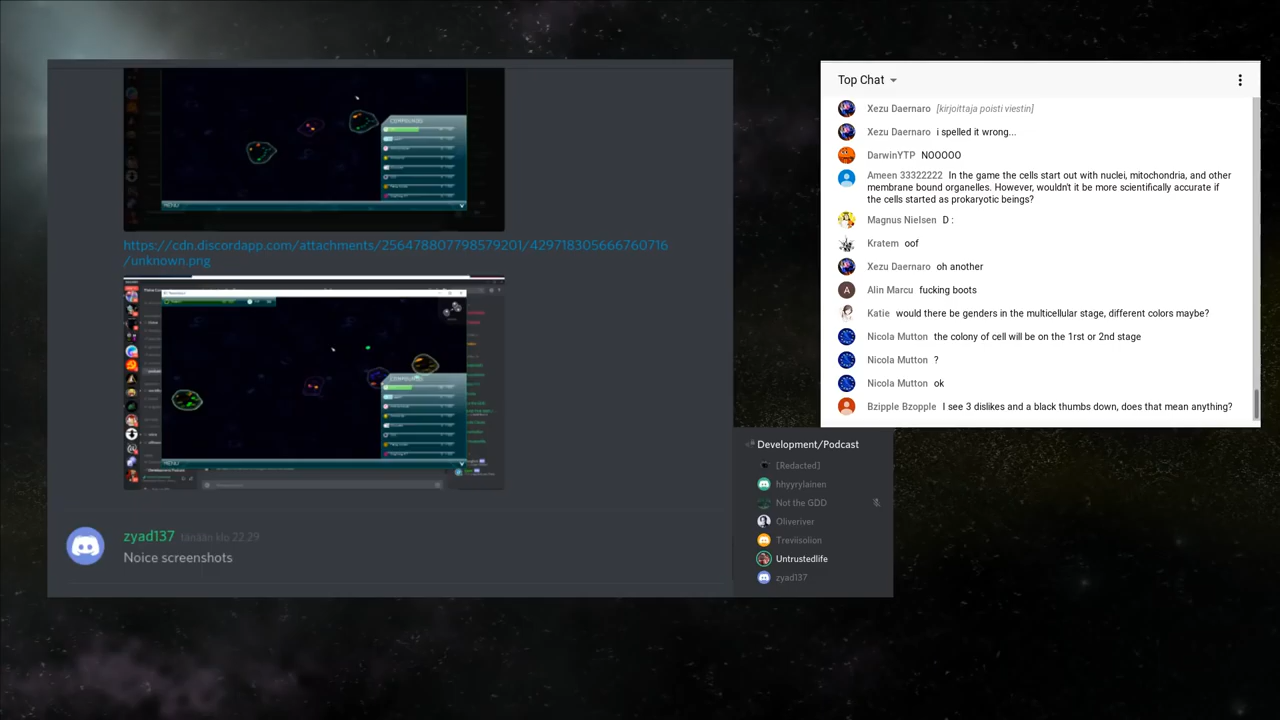 COMPOUNDS
MENU
https://cdn.discordapp.com/attachments/256478807798579201/429718305666760716
/unknown.png
MENU
zyad137 tänään klo 22.29
Noice screenshots
Top Chat
Xezu Daernaro [kirjoittaja poisti viestin]
Xezu Daernaro i spelled it wrong...
DarwinYTP NOOOOO
Ameen 33322222 In the game the cells start out with nuclei, mitochondria, and other
membrane bound organelles. However, wouldn't it be more scientifically accurate if
the cells started as prokaryotic beings?
Magnus Nielsen D :
Kratem oof
Xezu Daernaro oh another
A Alin Marcu fucking boots
Katie would there be genders in the multicellular stage, different colors maybe?
Nicola Mutton the colony of cell will be on the 1rst or 2nd stage
Nicola Mutton ?
Nicola Mutton ok
Bzipple Bzopple I see 3 dislikes and a black thumbs down, does that mean anything?
Development/Podcast
[Redacted]
hhyyrylainen
Not the GDD
Oliveriver
Treviisolion
Untrustedlife
zyad137